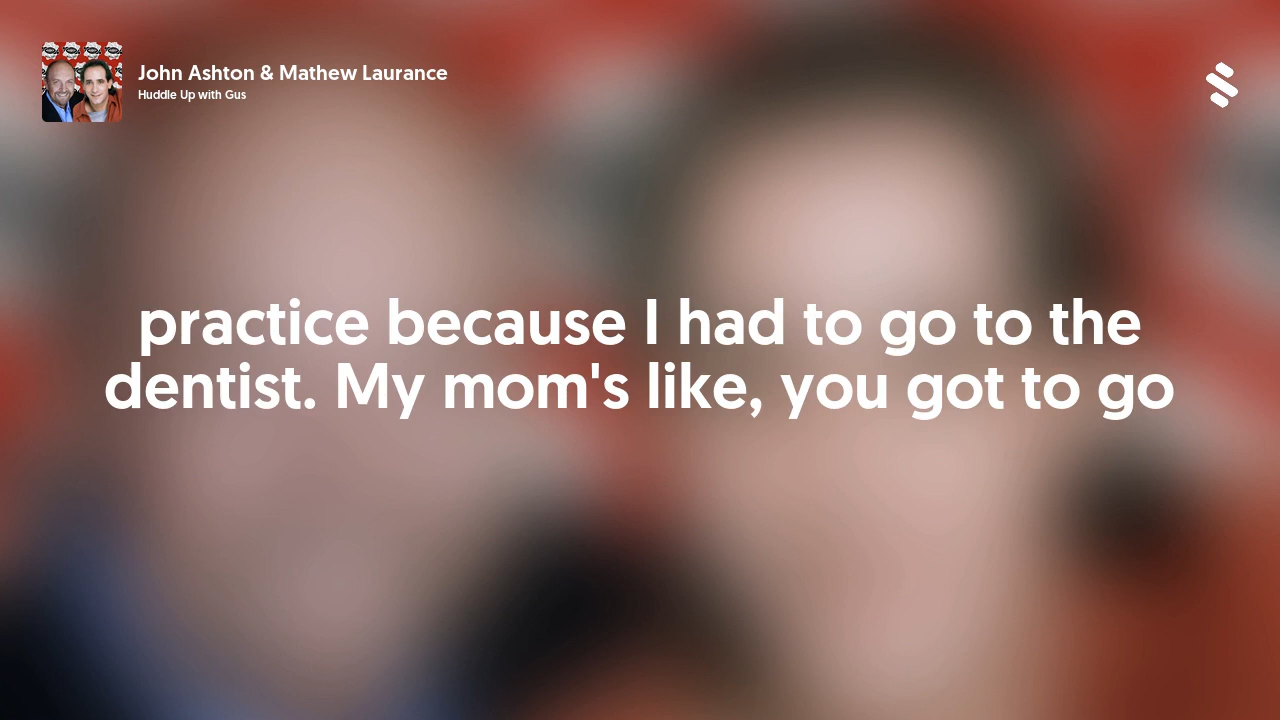 John Ashton & Mathew Laurance
Huddle Up with Gus
practice because I had to go to the
dentist. My mom's like, you got to go